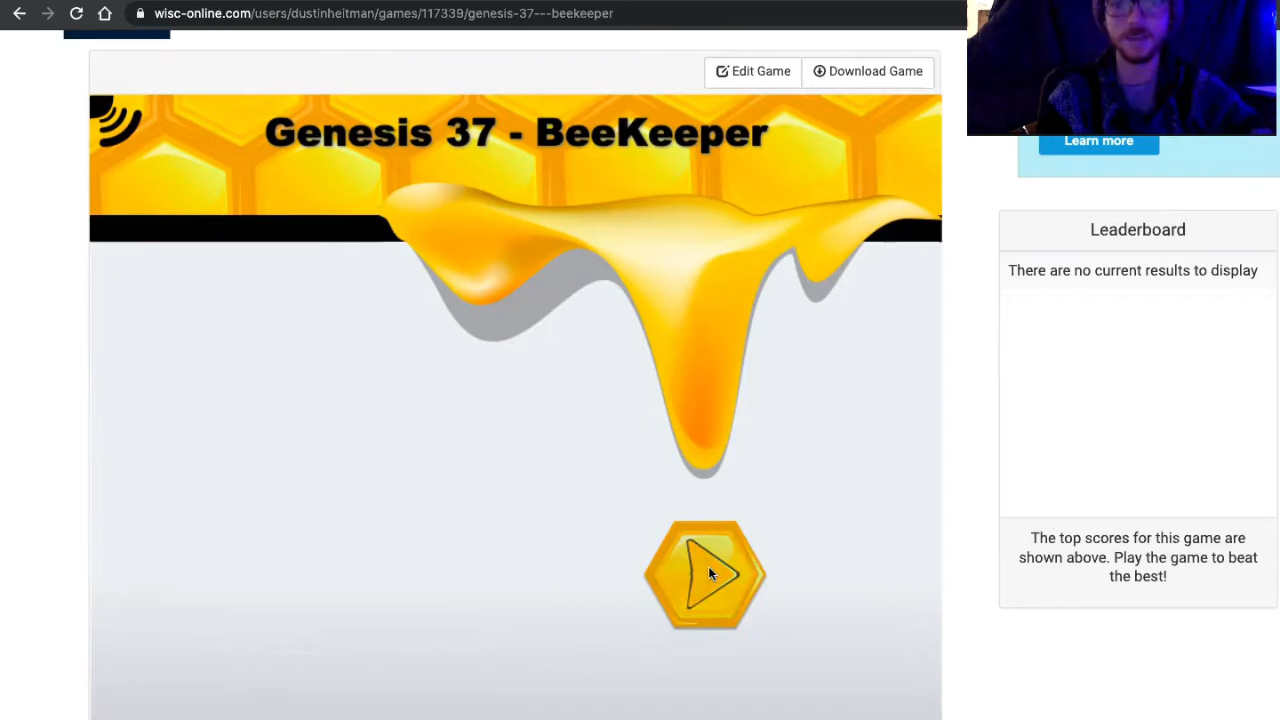 wisc-online.com/users/dustinheitman/games/117339/genesis-37---beekeeper
Edit Game
Download Game
Genesis 37 - BeeKeeper
Learn more
Leaderboard
There are no current results to display
The top scores for this game are
shown above. Play the game to beat
the best!